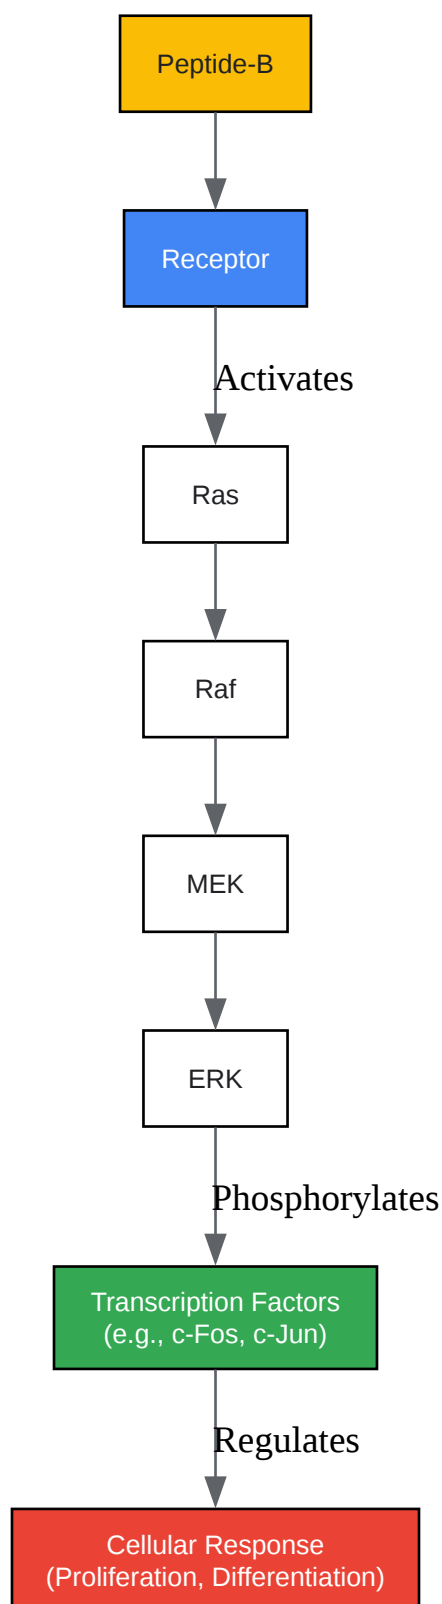 Peptide-B
Receptor
Activates
Ras
Raf
MEK
ERK
Phosphorylates
Transcription Factors
(e.g., c-Fos, c-Jun)
Regulates
Cellular Response
(Proliferation, Differentiation)